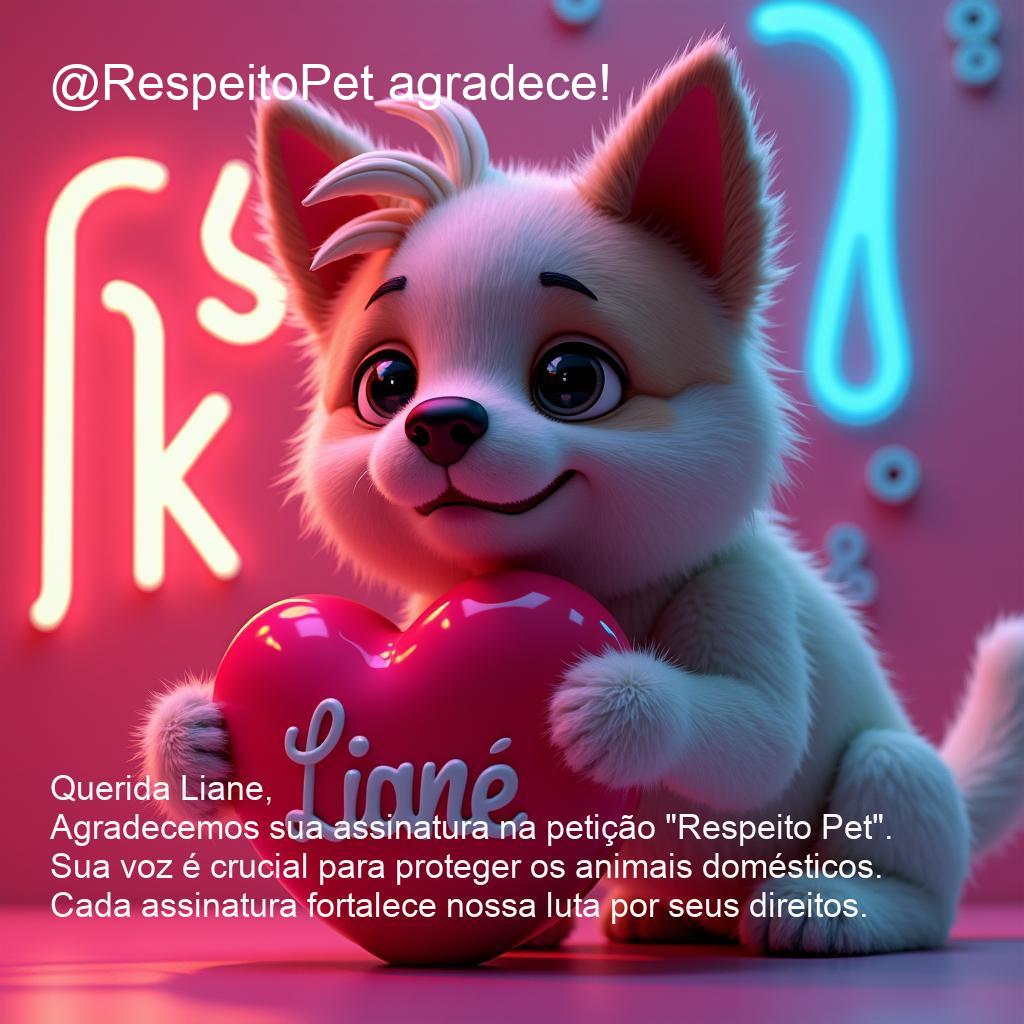 @RespeitoPet agradece!
s
k
Liané
Querida Liane,
Agradecemos sua assinatura na petição "Respeito Pet".
Sua voz é crucial para proteger os animais domésticos.
Cada assinatura fortalece nossa luta por seus direitos.